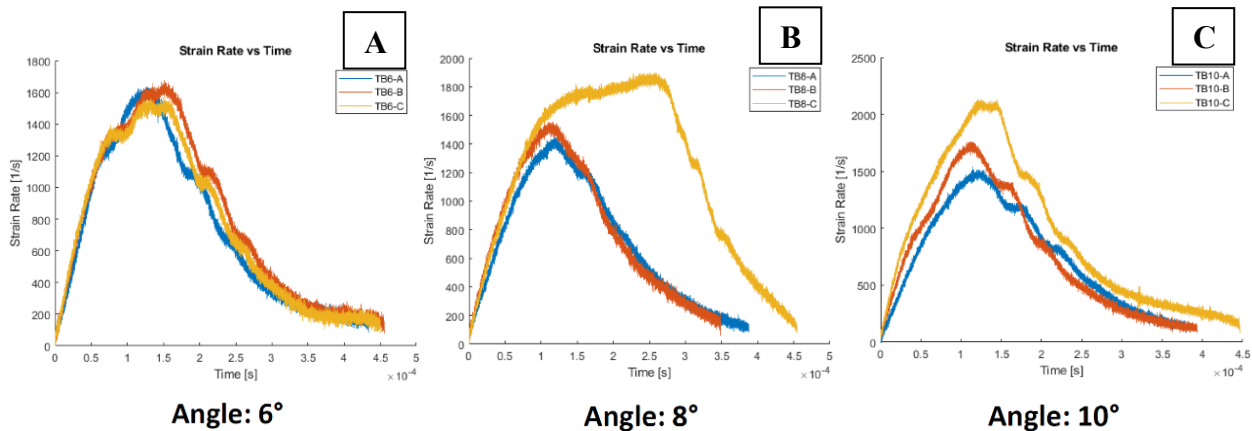 A
Strain Rate vs Time
TB6-A
TB6-B
TB6-C
Strain Rate [1/s]
1800
1600
1400
1200
1000
800
600
400
200
0
0 0.5 1 1.5 2 2.5 3 3.5 4 4.5 5
Time [s]
×10⁻⁴
Angle: 6°
B
Strain Rate vs Time
TB8-A
TB8-B
TB8-C
Strain Rate [1/s]
2000
1800
1600
1400
1200
1000
800
600
400
200
0
0 0.5 1 1.5 2 2.5 3 3.5 4 4.5 5
Time [s]
×10⁻⁴
Angle: 8°
C
Strain Rate vs Time
TB10-A
TB10-B
TB10-C
Strain Rate [1/s]
2500
2000
1500
1000
500
0
0 0.5 1 1.5 2 2.5 3 3.5 4 4.5
Time [s]
×10⁻⁴
Angle: 10°